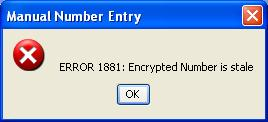 Manual Number Entry
ERROR 1881: Encrypted Number is stale
OK